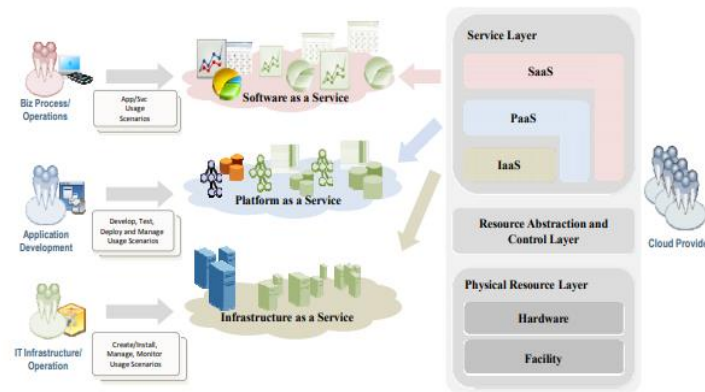 Biz Process/
Operations
App/Svc
Usage
Scenarios
Software as a Service
Application
Development
Develop, Test,
Deploy and Manage
Usage Scenarios
Platform as a Service
IT Infrastructure/
Operation
Create/Install,
Manage, Monitor
Usage Scenarios
Infrastructure as a Service
Service Layer
SaaS
PaaS
IaaS
Resource Abstraction and
Control Layer
Physical Resource Layer
Hardware
Facility
Cloud Provide